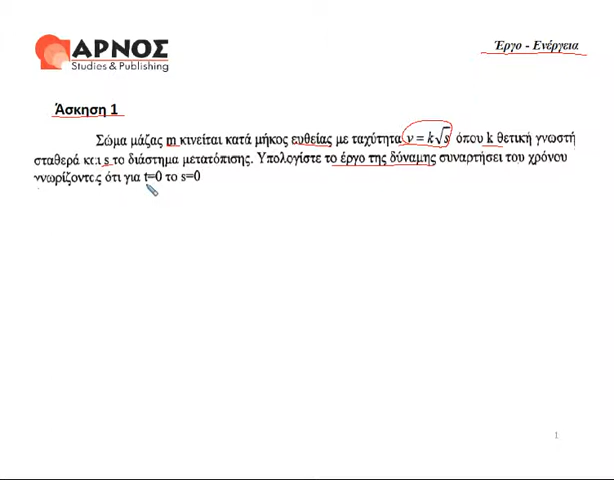 ΑΡΝΟΣ
Studies & Publishing
Έργο - Ενέργεια
Άσκηση 1
Σώμα μάζας m κινείται κατά μήκος ευθείας με ταχύτητα v = k√s όπου k θετική γνωστή
σταθερά και s το διάστημα μετατόπισης. Υπολογίστε το έργο της δύναμης συναρτήσει του χρόνου
γνωρίζοντας ότι για t=0 το s=0
1